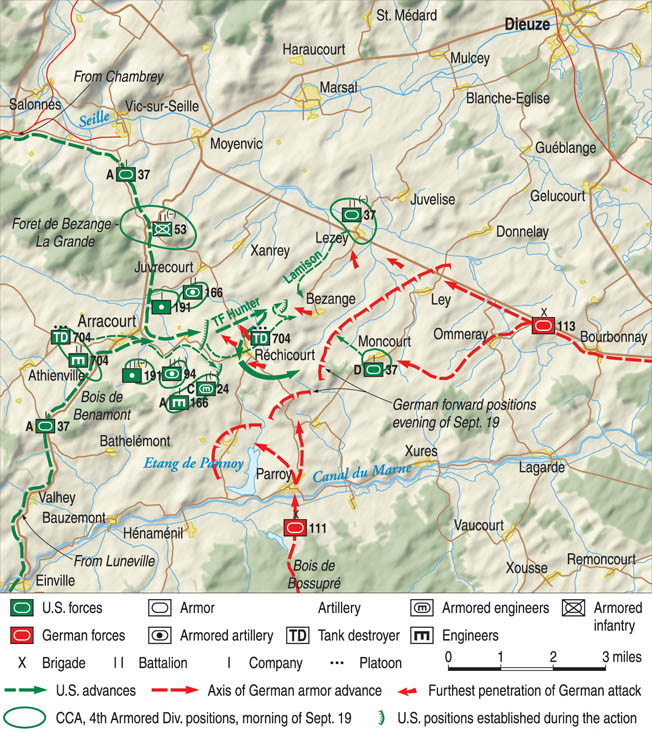 St. Médard
Dieuze
Haraucourt
Mulcey
From Chambrey
Marsal
Salonnes
Vic-sur-Seille
Blanche-Eglise
Seille
Moyenvic
Guéblange
A 37
Juvelise
Gelucourt
(-)
37
(-)
53
Foret de Bezange-
La Grande
Lezey
Donnelay
Xanrey
Juvrecourt
Lamison
166
191
Bezange
Ley
TF Hunter
X
113
Arracourt
TD 704
TD 704
Ommeray
Bourbonnay
Moncourt
704
Réchicourt
Athienville
(-)
191
94
D 37
C 24
Bois de
Benamont
A 166
German forward positions
evening of Sept. 19
A 37
Bathelémont
Etang de Pannoy
Xures
Parroy
Canal du Marne
Lagarde
Valhey
Bauzemont
X
111
Vaucourt
Hénaménil
From Luneville
Remoncourt
Bois de
Bossupré
Xousse
Einville
U.S. forces
Armor
Artillery
Armored engineers
Armored
infantry
German forces
Armored artillery
TD Tank destroyer
Engineers
X Brigade
I I Battalion
I Company
••• Platoon
0 1 2 3 miles
U.S. advances
Axis of German armor advance
Furthest penetration of German attack
CCA, 4th Armored Div. positions, morning of Sept. 19
U.S. positions established during the action